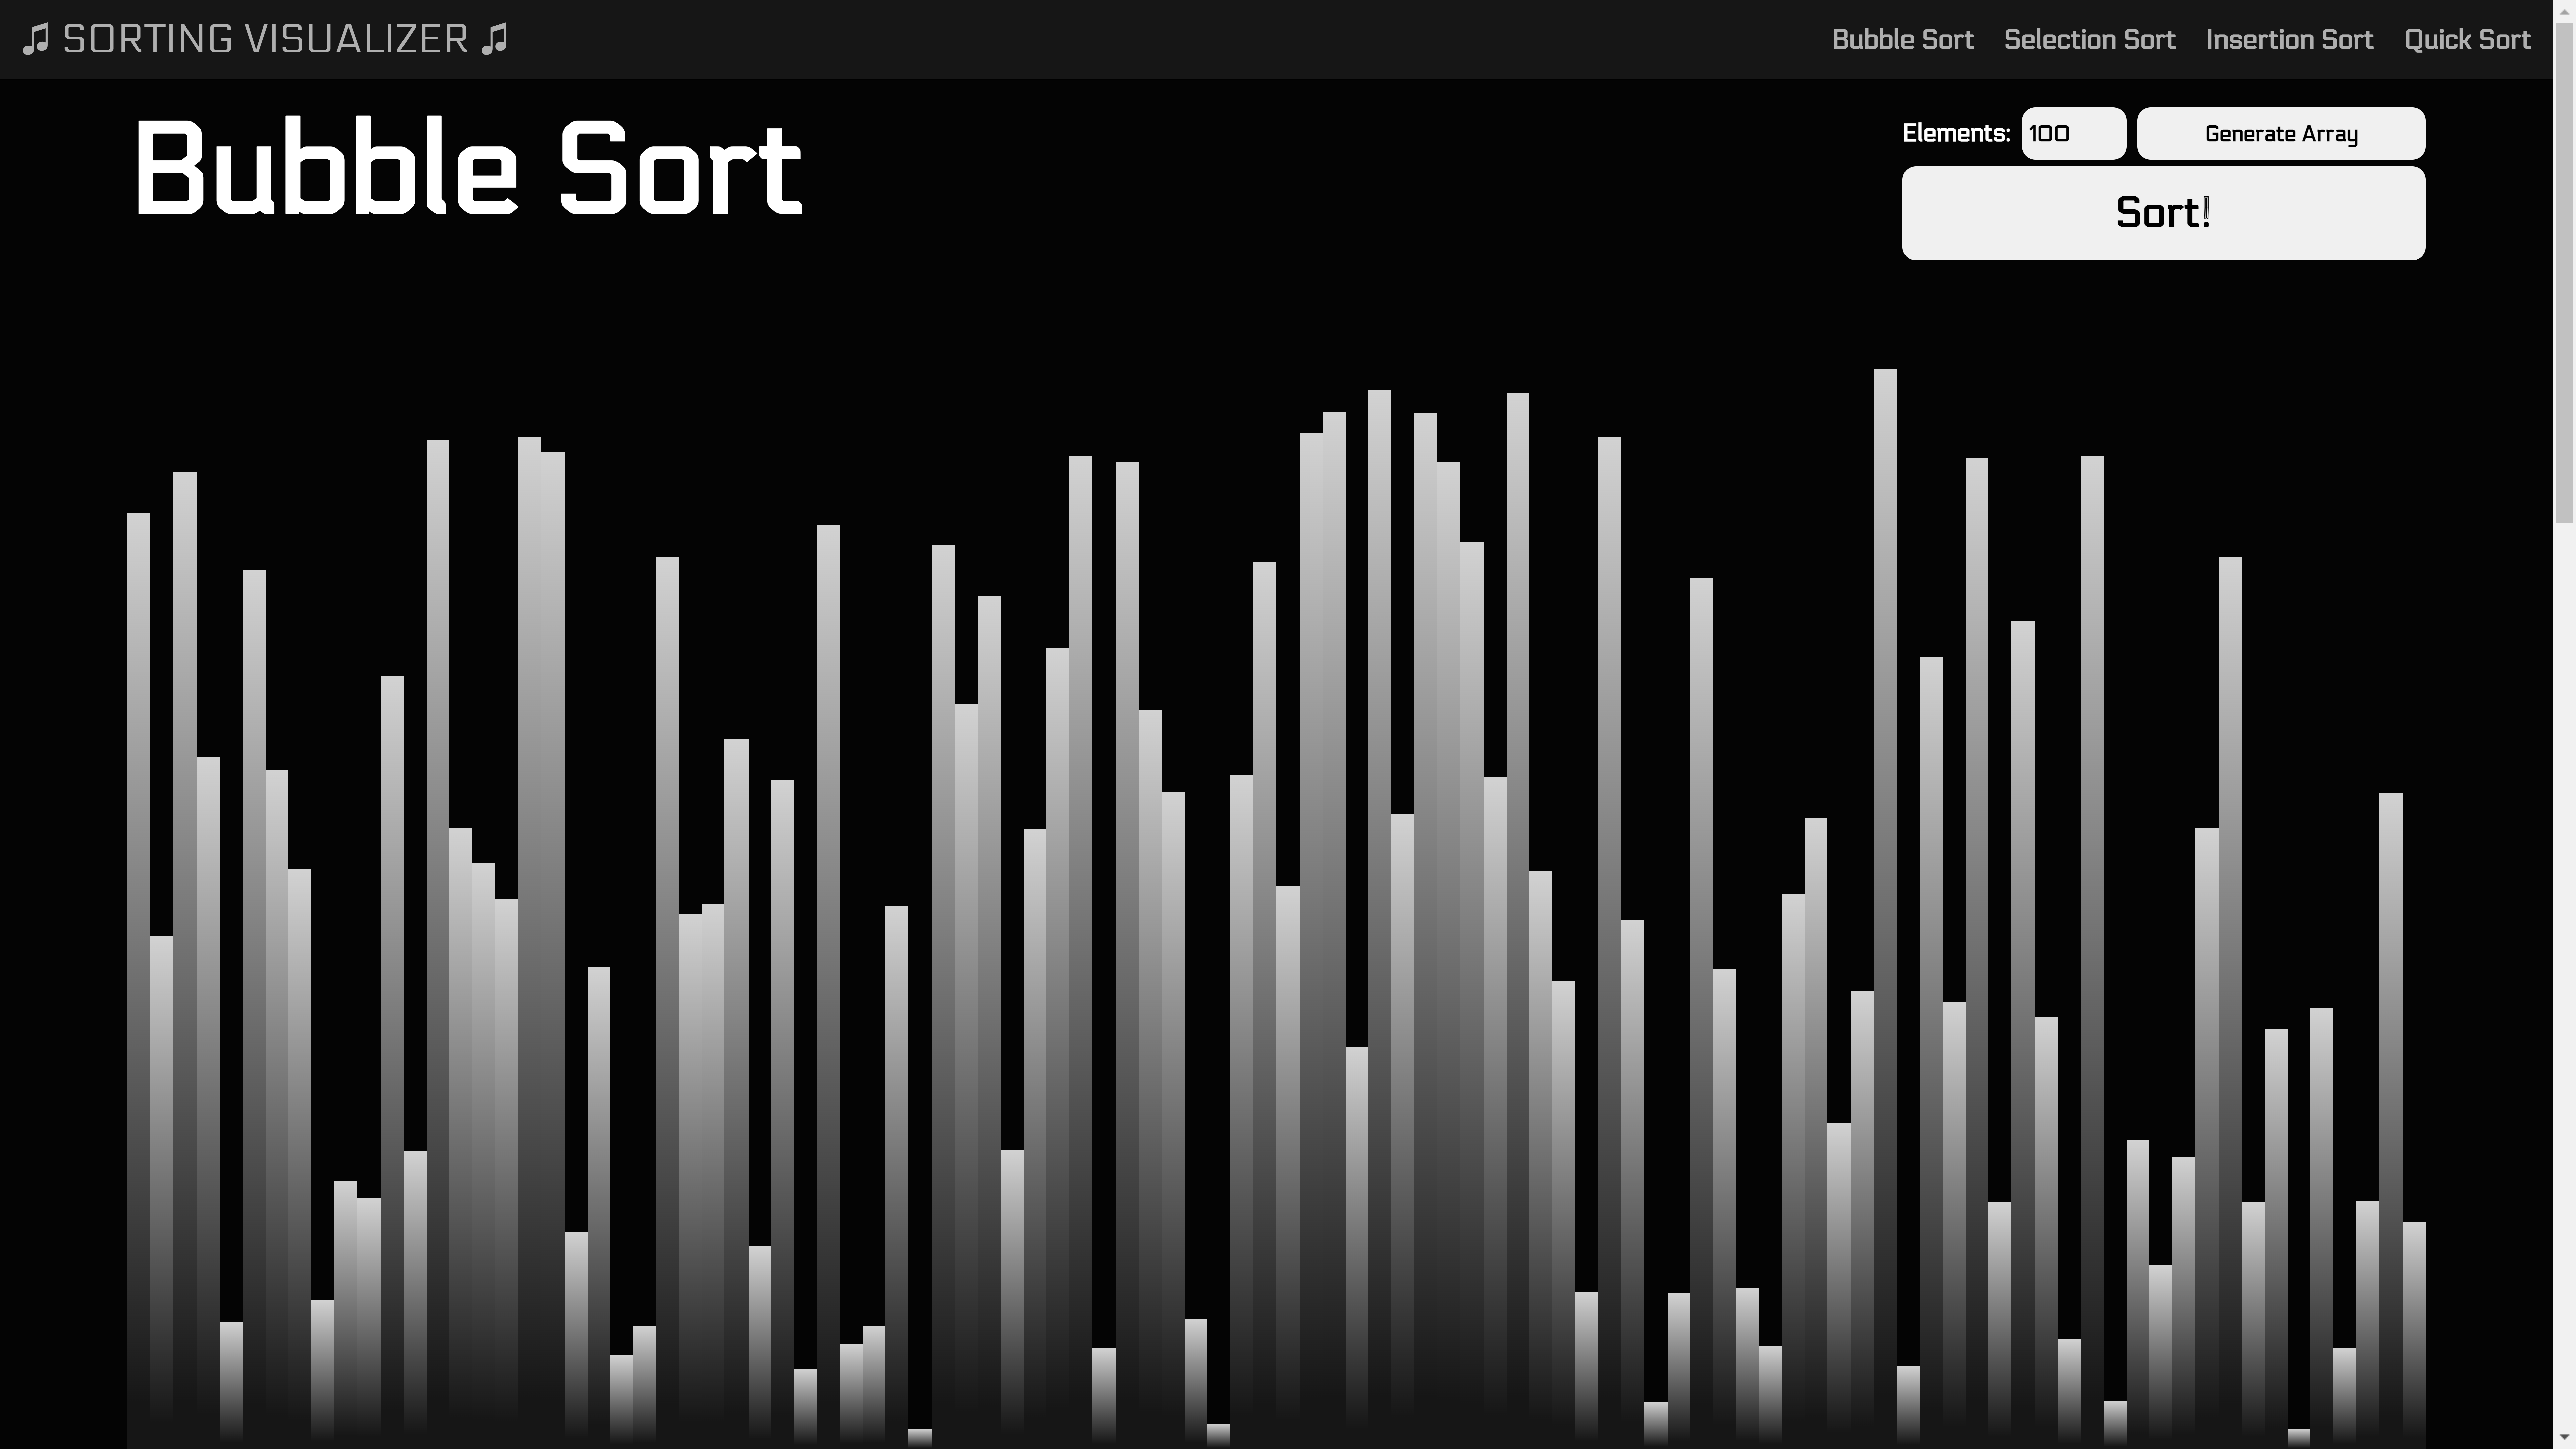 ♫ SORTING VISUALIZER ♫
Bubble Sort Selection Sort Insertion Sort Quick Sort
Bubble Sort
Elements: 100 Generate Array
Sort!